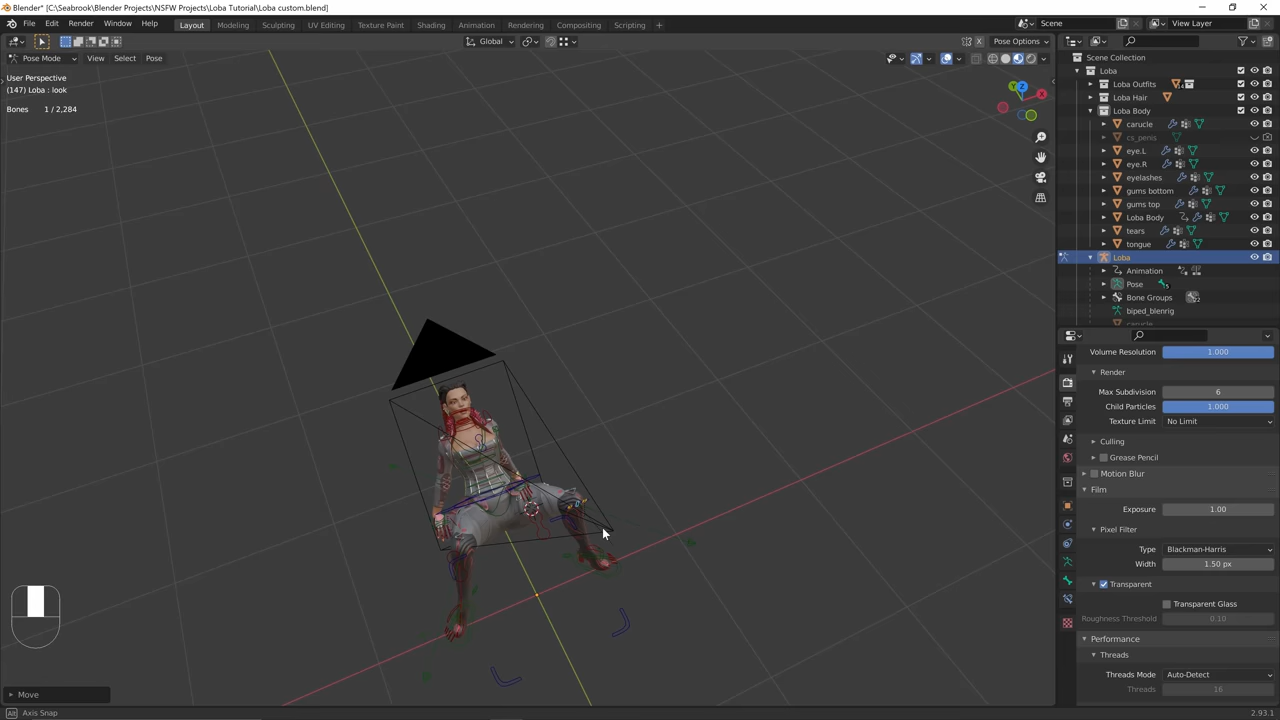 Blender* [C:\Seabrook\Blender Projects\NSFW Projects\Loba Tutorial\Loba custom.blend]
File Edit Render Window Help Layout Modeling Sculpting UV Editing Texture Paint Shading Animation Rendering Compositing Scripting + Scene View Layer
Global Pose Options
Pose Mode View Select Pose
User Perspective
(147) Loba : look
Bones 1 / 2,284
X
Y
Z
X
Scene Collection
Loba
Loba Outfits
Loba Hair
Loba Body
carucle
cs_penis
eye.L
eye.R
eyelashes
gums bottom
gums top
Loba Body
tears
tongue
Loba
Animation
Pose
Bone Groups
biped_blenrig
carucle
Volume Resolution 1.000
Render
Max Subdivision 6
Child Particles 1.000
Texture Limit No Limit
Culling
Grease Pencil
Motion Blur
Film
Exposure 1.00
Pixel Filter
Type Blackman-Harris
Width 1.50 px
Transparent
Transparent Glass
Roughness Threshold 0.10
Performance
Threads
Threads Mode Auto-Detect
Threads 16
Move
Axis Snap 2.93.1